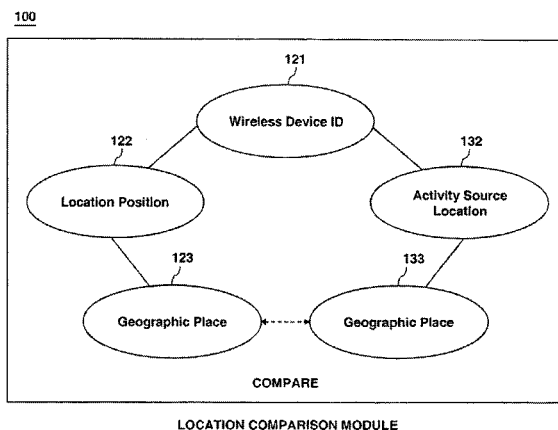 100
121
Wireless Device ID
122
132
Location Position
Activity Source
Location
123
133
Geographic Place
Geographic Place
COMPARE
LOCATION COMPARISON MODULE